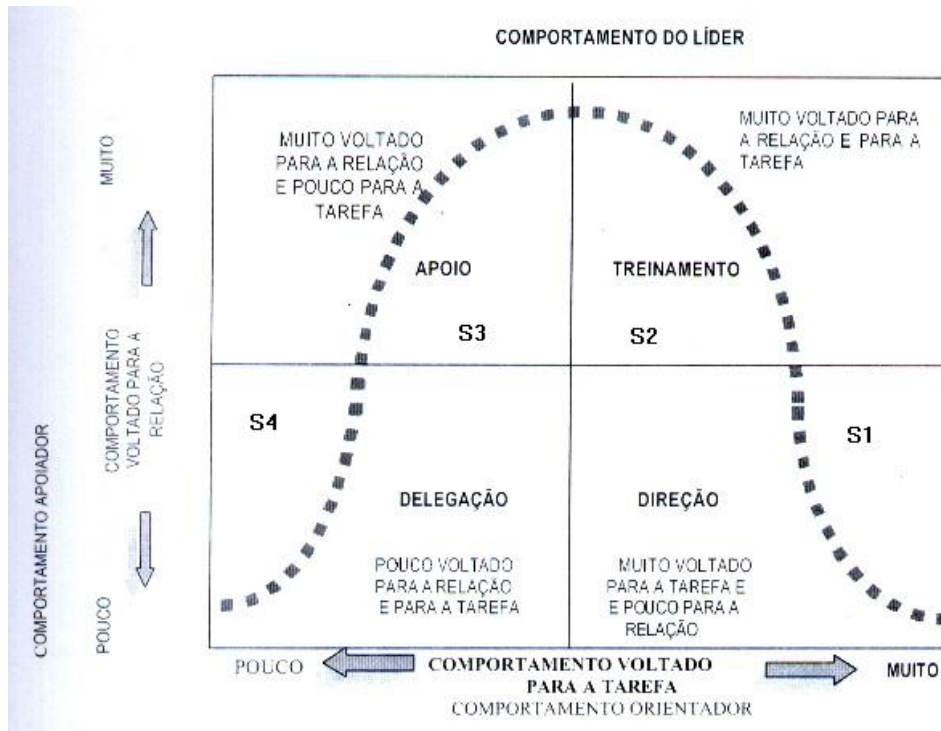 COMPORTAMENTO DO LÍDER
MUITO VOLTADO
PARA A RELAÇÃO
E POUCO PARA A
TAREFA
MUITO VOLTADO PARA
A RELAÇÃO E PARA A
TAREFA
APOIO
TREINAMENTO
S3
S2
S4
S1
DELEGAÇÃO
DIREÇÃO
POUCO VOLTADO
PARA A RELAÇÃO
E PARA A TAREFA
MUITO VOLTADO
PARA A TAREFA E
E POUCO PARA A
RELAÇÃO
COMPORTAMENTO APOIADOR
MUITO
COMPORTAMENTO
VOLTADO PARA A
RELAÇÃO
POUCO
POUCO
COMPORTAMENTO VOLTADO
PARA A TAREFA
COMPORTAMENTO ORIENTADOR
MUITO